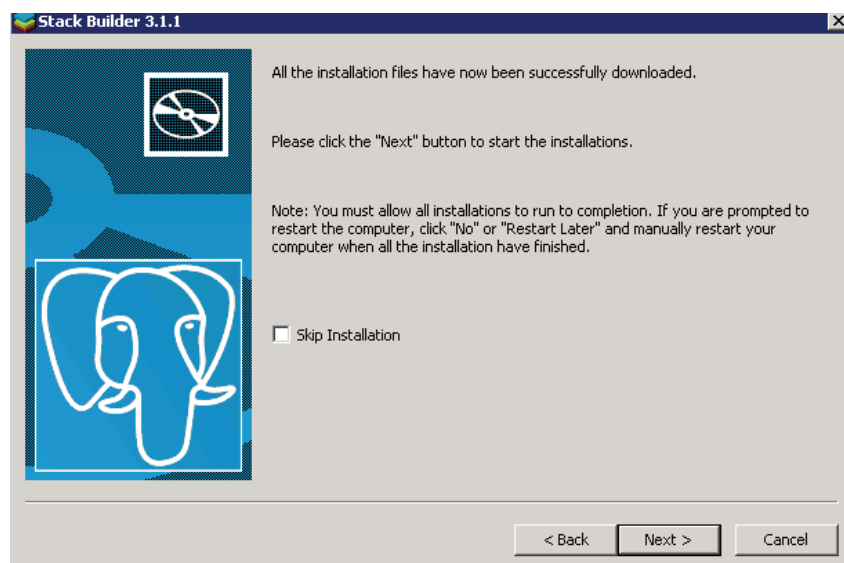 Stack Builder 3.1.1
All the installation files have now been successfully downloaded.
Please click the "Next" button to start the installations.
Note: You must allow all installations to run to completion. If you are prompted to
restart the computer, click "No" or "Restart Later" and manually restart your
computer when all the installation have finished.
Skip Installation
< Back
Next >
Cancel